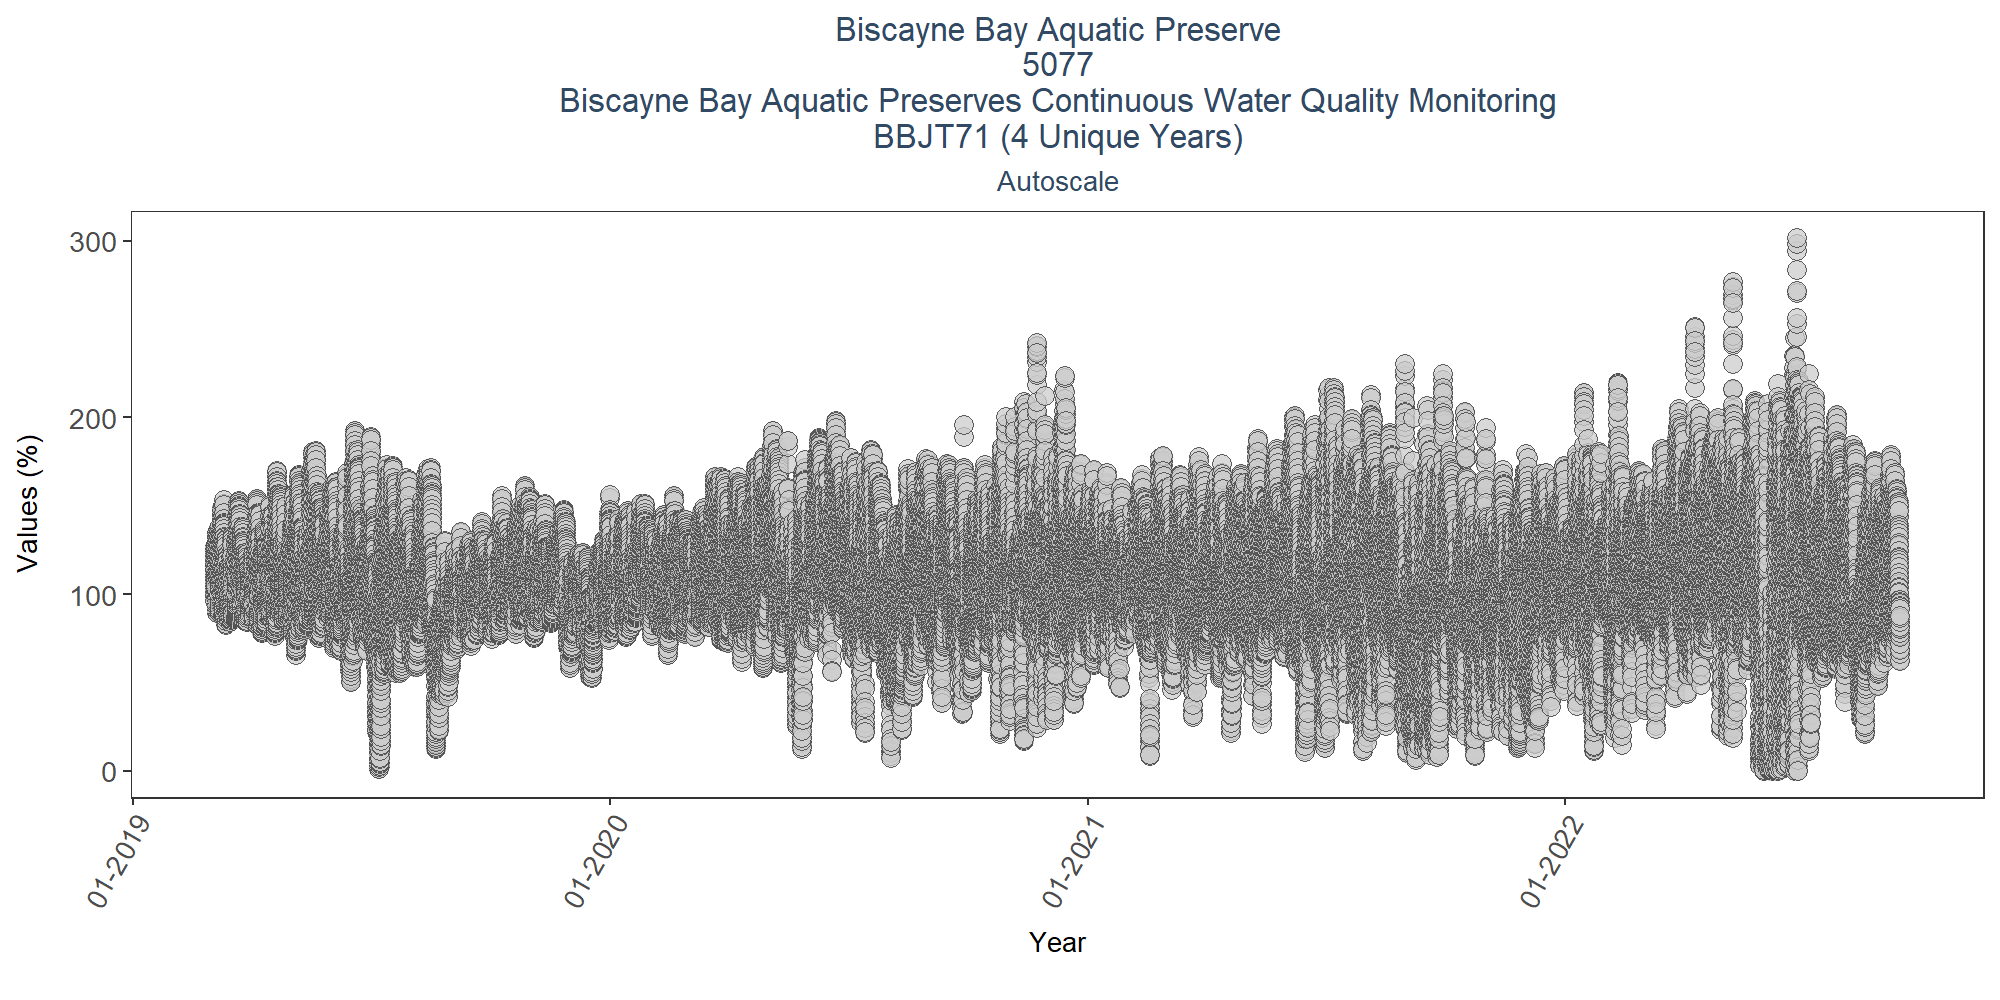 Biscayne Bay Aquatic Preserve
5077
Biscayne Bay Aquatic Preserves Continuous Water Quality Monitoring
BBJT71 (4 Unique Years)
Autoscale
Values (%)
300
200
100
0
01-2019
01-2020
01-2021
01-2022
Year